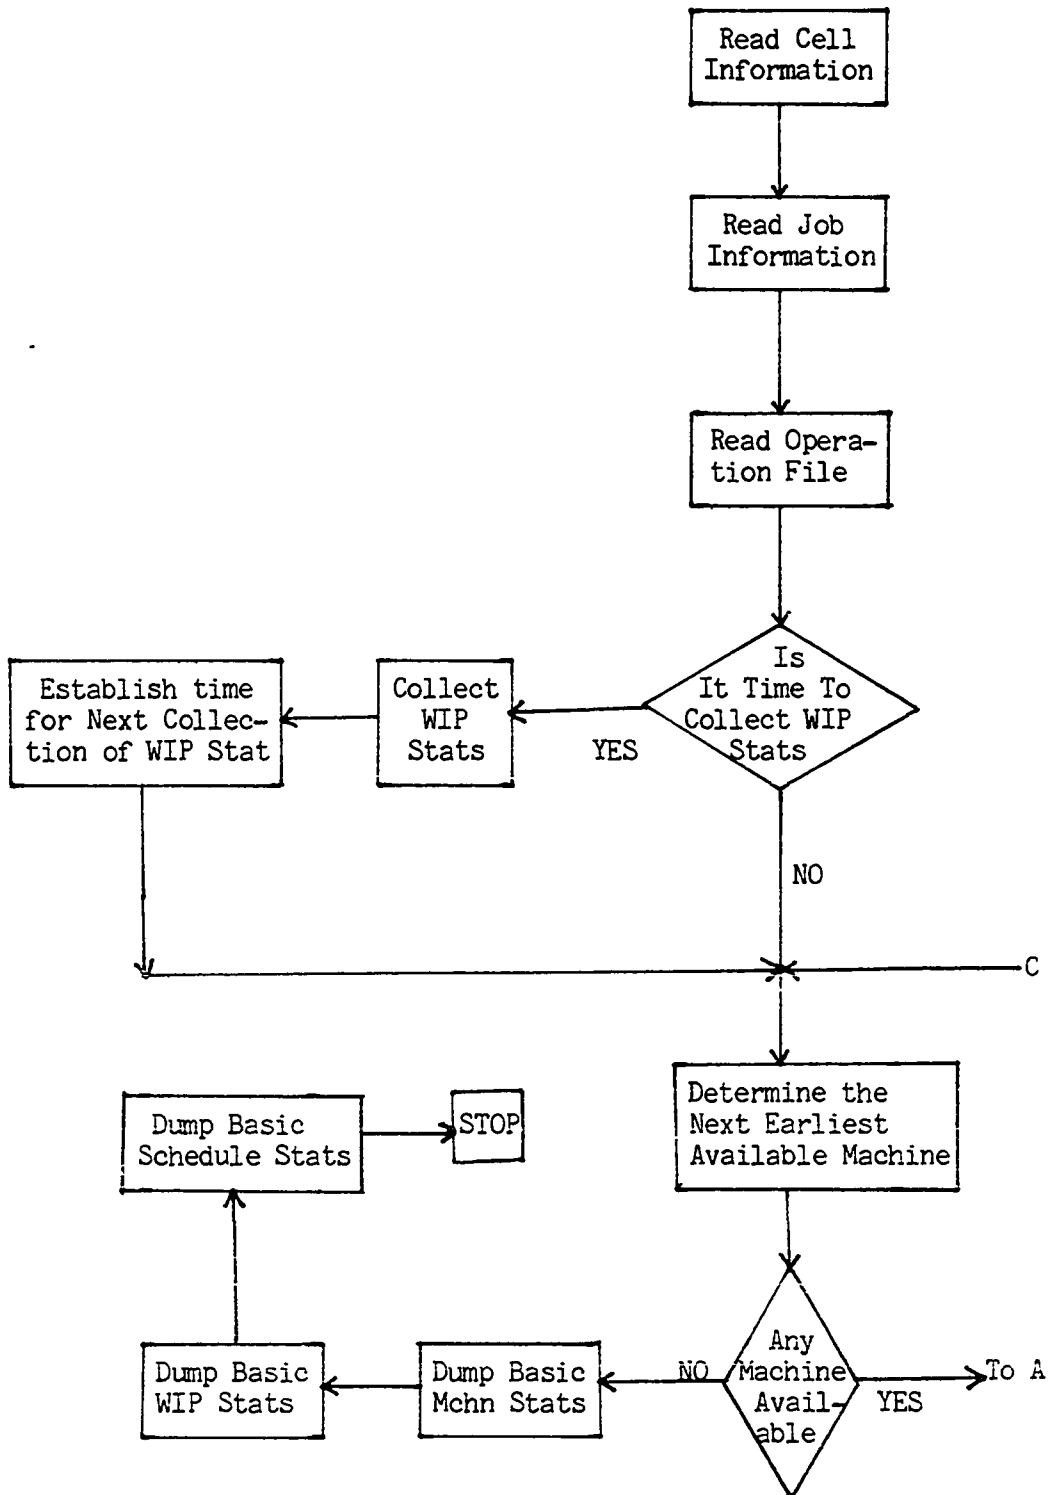 Read Cell
Information
Read Job
Information
Read Opera-
tion File
Is
It Time To
Collect WIP
Stats
YES
Collect
WIP
Stats
Establish time
for Next Collec-
tion of WIP Stat
NO
C
Determine the
Next Earliest
Available Machine
Dump Basic
Schedule Stats
STOP
Any
Machine
Avail-
able
YES
To A
NO
Dump Basic
Mchn Stats
Dump Basic
WIP Stats